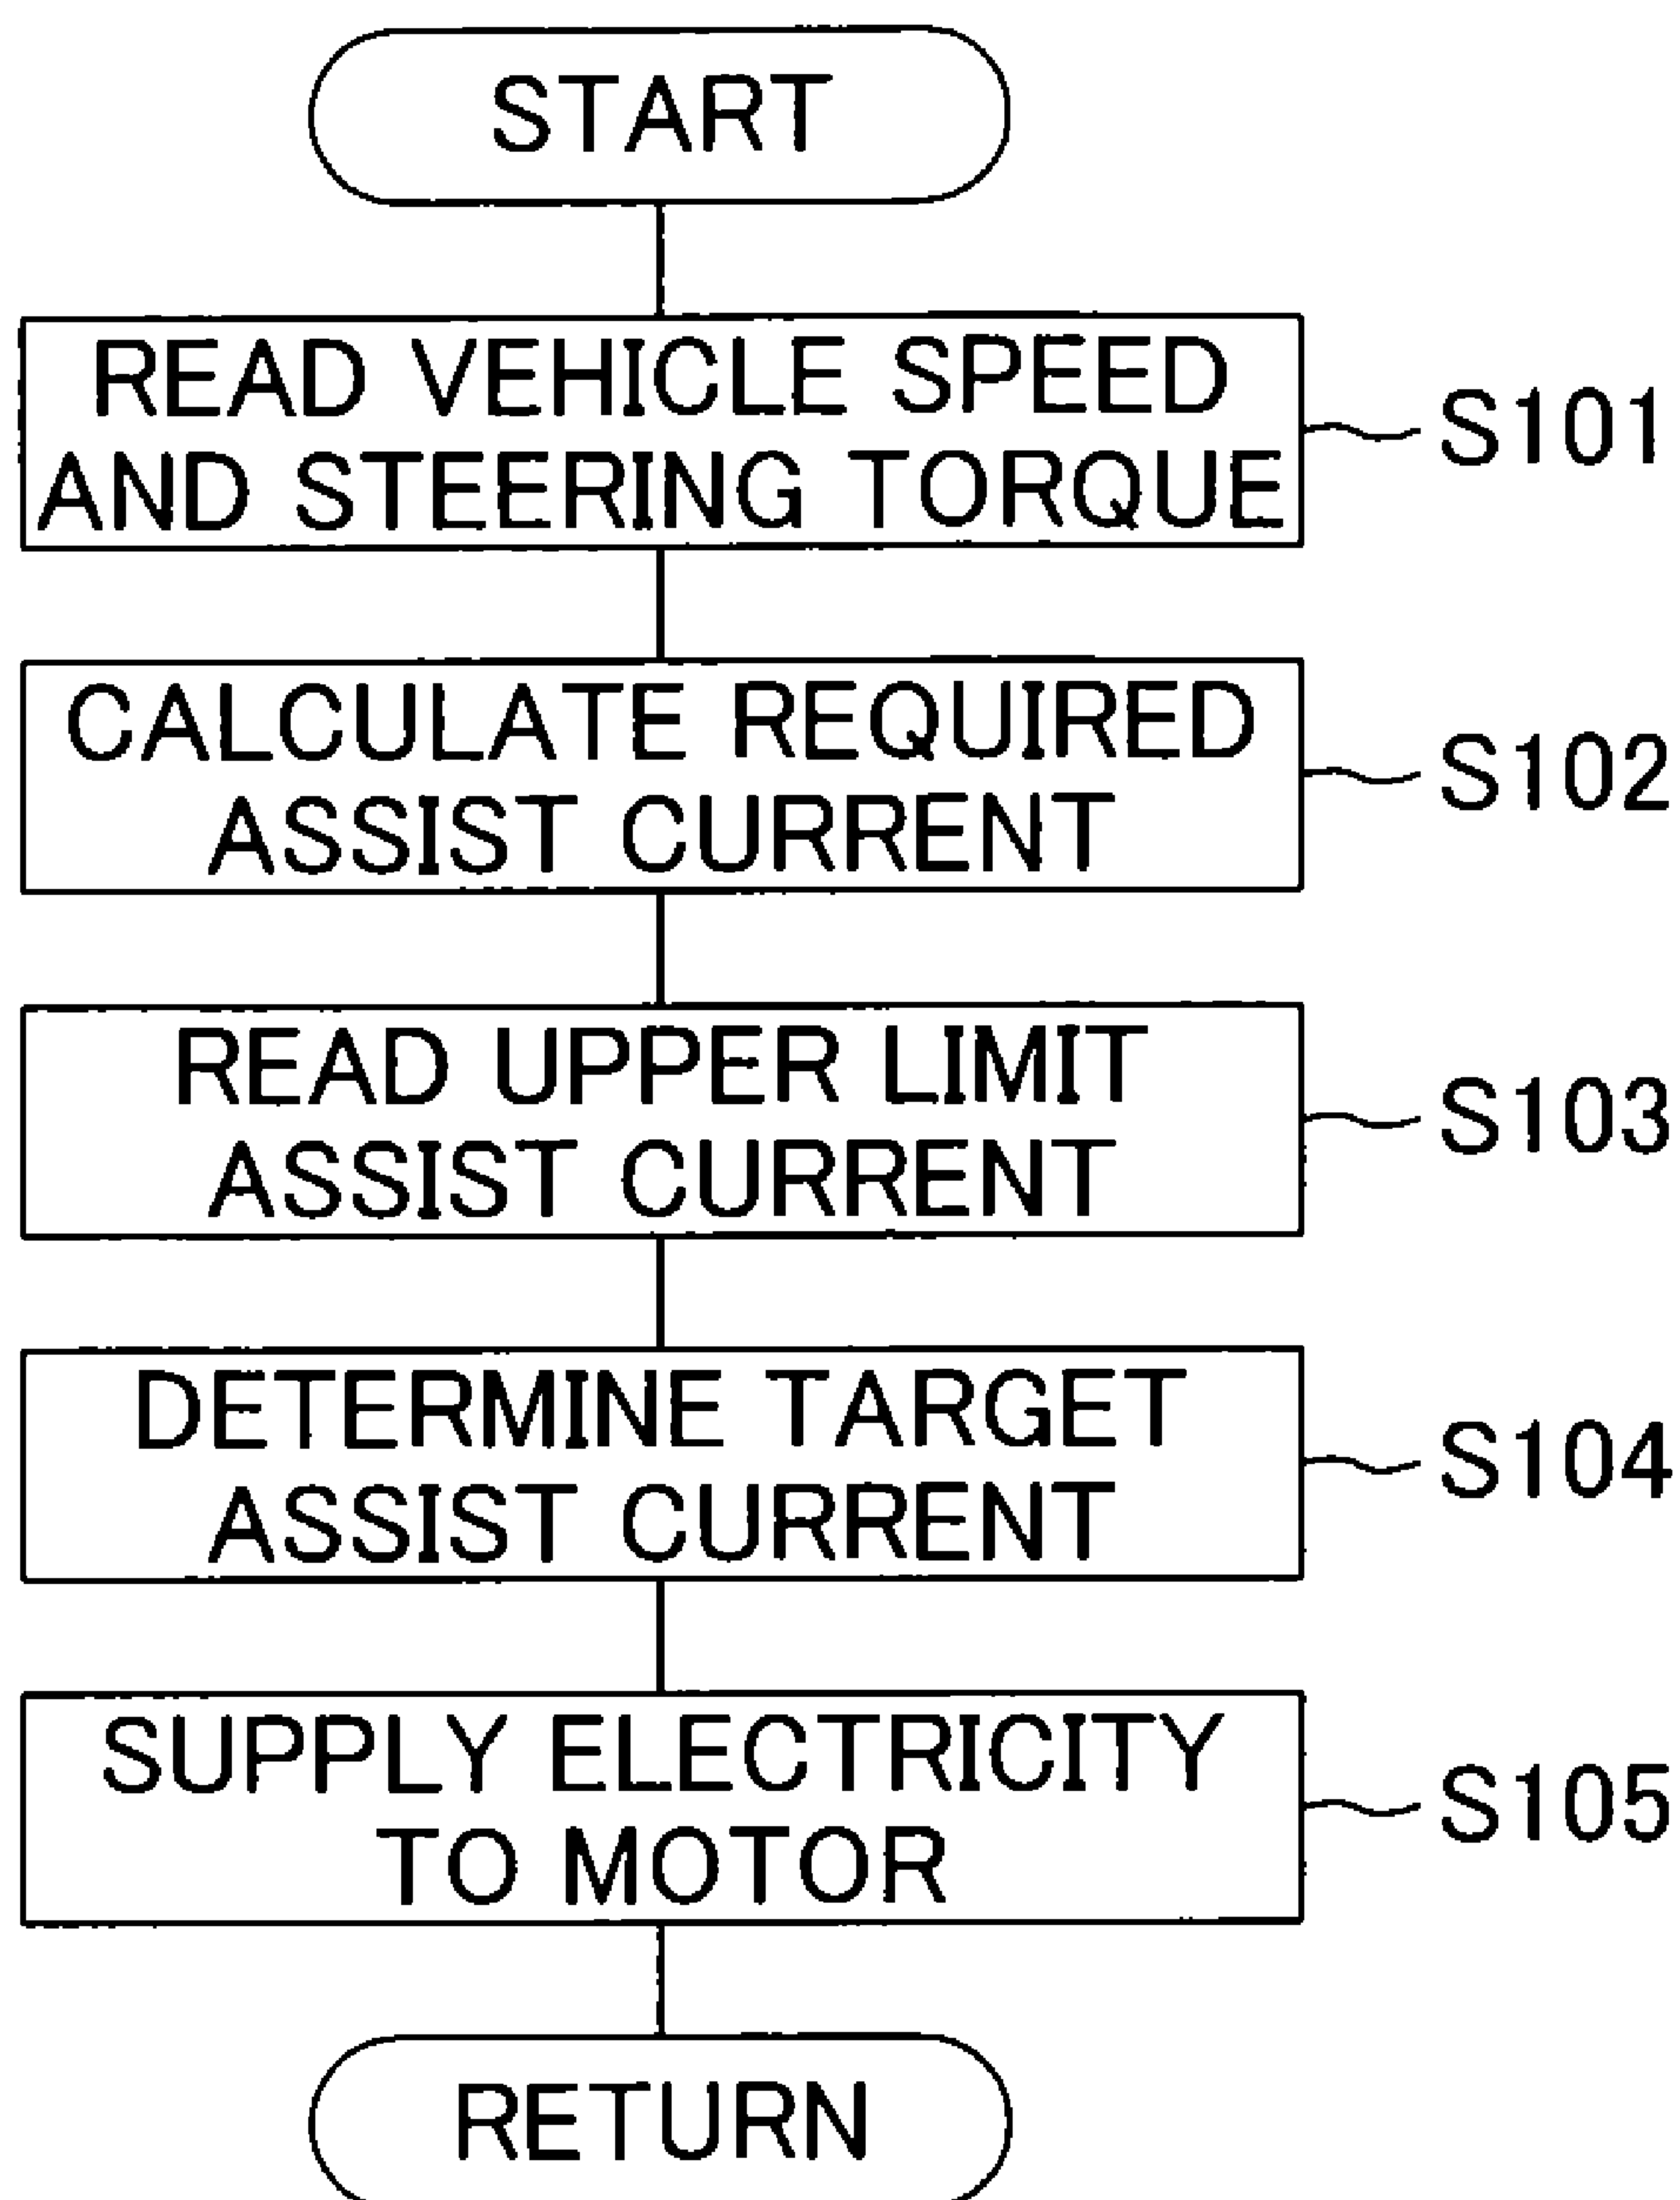 START
READ VEHICLE SPEED
AND STEERING TORQUE
S101
CALCULATE REQUIRED
ASSIST CURRENT
S102
READ UPPER LIMIT
ASSIST CURRENT
S103
DETERMINE TARGET
ASSIST CURRENT
S104
SUPPLY ELECTRICITY
TO MOTOR
S105
RETURN